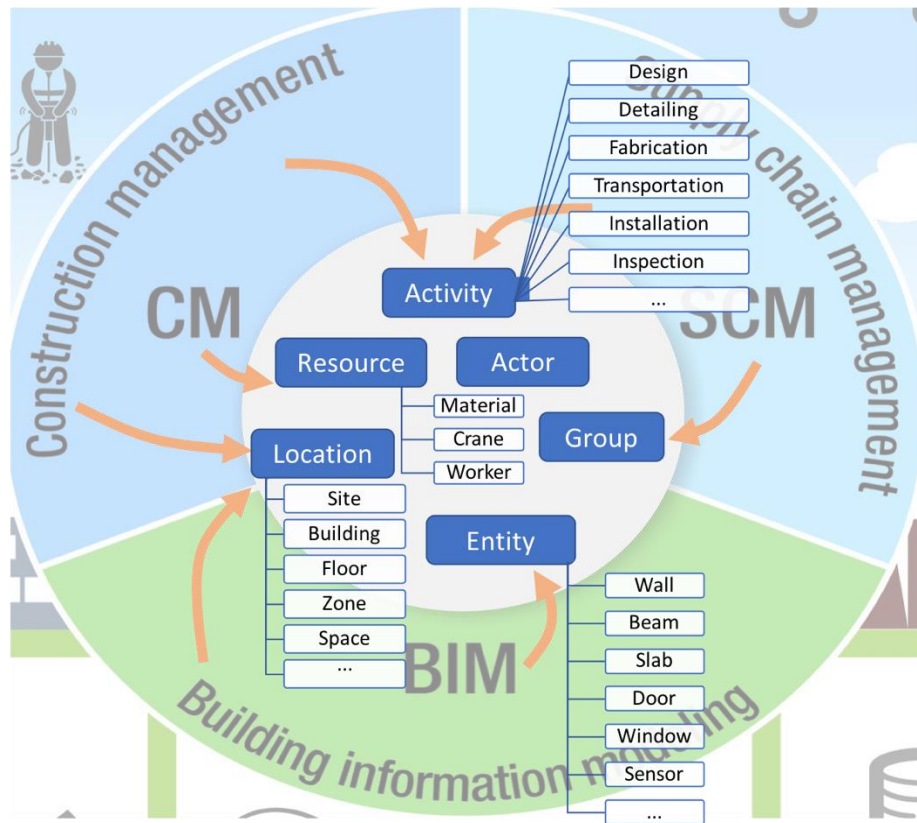 Construction management
CM
Supply chain management
SCM
Building information modeling
BIM
Activity
Design
Detailing
Fabrication
Transportation
Installation
Inspection
...
Resource
Material
Crane
Worker
Actor
Group
Location
Site
Building
Floor
Zone
Space
...
Entity
Wall
Beam
Slab
Door
Window
Sensor
...